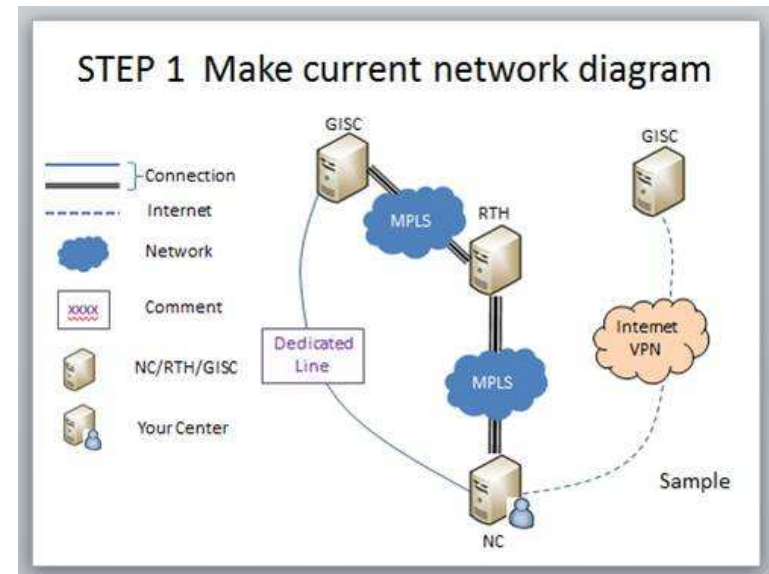 STEP 1 Make current network diagram
GISC
GISC
Connection
Internet
Network
xxxx
Comment
NC/RTH/GISC
Your Center
MPLS
RTH
Dedicated
Line
MPLS
Internet
VPN
Sample
NC